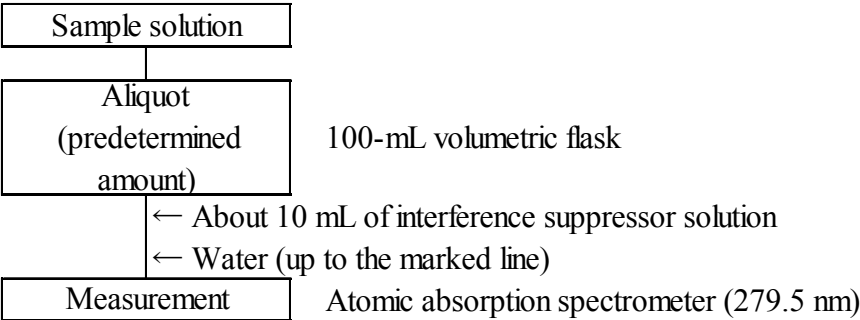 Sample solution
Aliquot
(predetermined
amount)
100-mL volumetric flask
← About 10 mL of interference suppressor solution
← Water (up to the marked line)
Measurement
Atomic absorption spectrometer (279.5 nm)